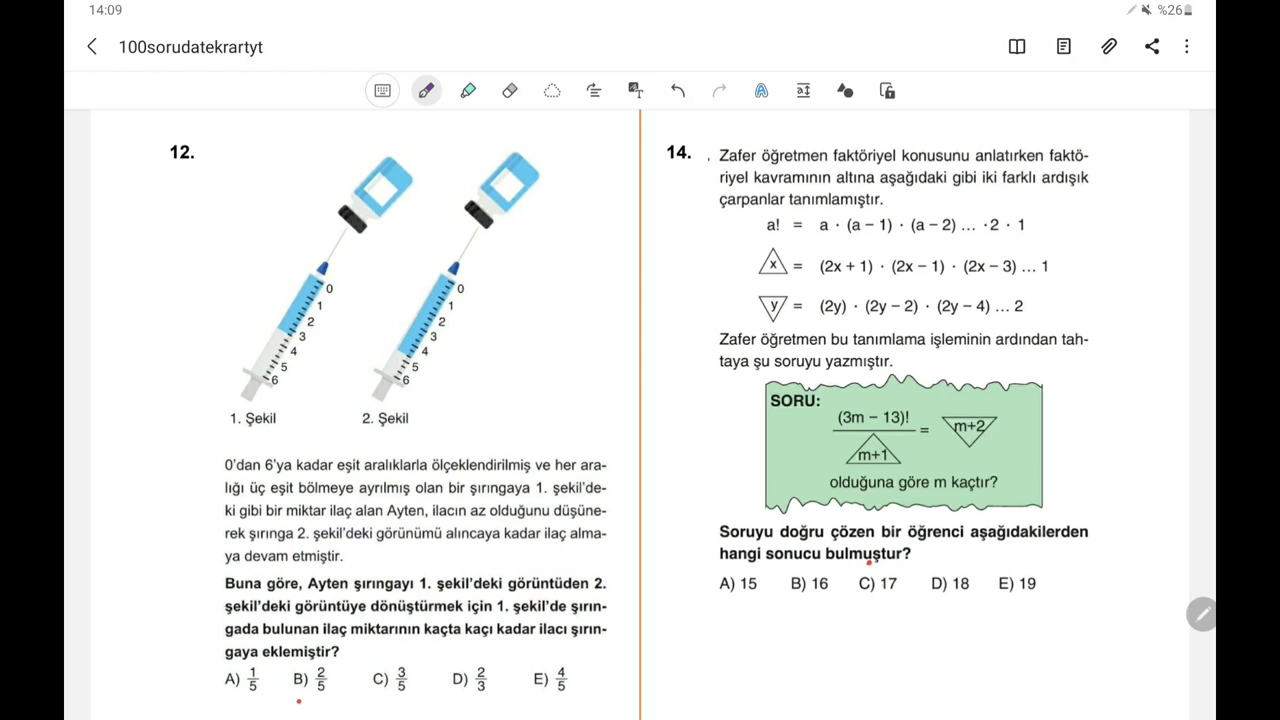 14:09
%26
100sorudatekrartyt
12.
0
1
2
3
4
5
6
0
1
2
3
4
5
6
1. Şekil
2. Şekil
0'dan 6'ya kadar eşit aralıklarla ölçeklendirilmiş ve her ara-
lığı üç eşit bölmeye ayrılmış olan bir şırıngaya 1. şekil'de-
ki gibi bir miktar ilaç alan Ayten, ilacın az olduğunu düşüne-
rek şırınga 2. şekil'deki görünümü alıncaya kadar ilaç alma-
ya devam etmiştir.
Buna göre, Ayten şırıngayı 1. şekil'deki görüntüden 2.
şekil'deki görüntüye dönüştürmek için 1. şekil'de şırın-
gada bulunan ilaç miktarının kaçta kaçı kadar ilacı şırın-
gaya eklemiştir?
A) 1/5 B) 2/5 C) 3/5 D) 2/3 E) 4/5
14.
Zafer öğretmen faktöriyel konusunu anlatırken faktö-
riyel kavramının altına aşağıdaki gibi iki farklı ardışık
çarpanlar tanımlamıştır.
a! = a · (a − 1) · (a − 2) ... · 2 · 1
x = (2x + 1) · (2x − 1) · (2x − 3) ... 1
y = (2y) · (2y − 2) · (2y − 4) ... 2
Zafer öğretmen bu tanımlama işleminin ardından tah-
taya şu soruyu yazmıştır.
SORU:
(3m − 13)!
=
m+2
m+1
olduğuna göre m kaçtır?
Soruyu doğru çözen bir öğrenci aşağıdakilerden
hangi sonucu bulmuştur?
A) 15 B) 16 C) 17 D) 18 E) 19